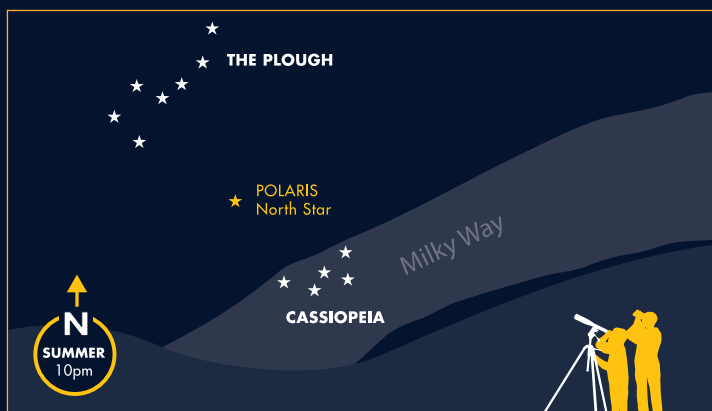 THE PLOUGH
POLARIS
North Star
Milky Way
CASSIOPEIA
N
SUMMER
10pm